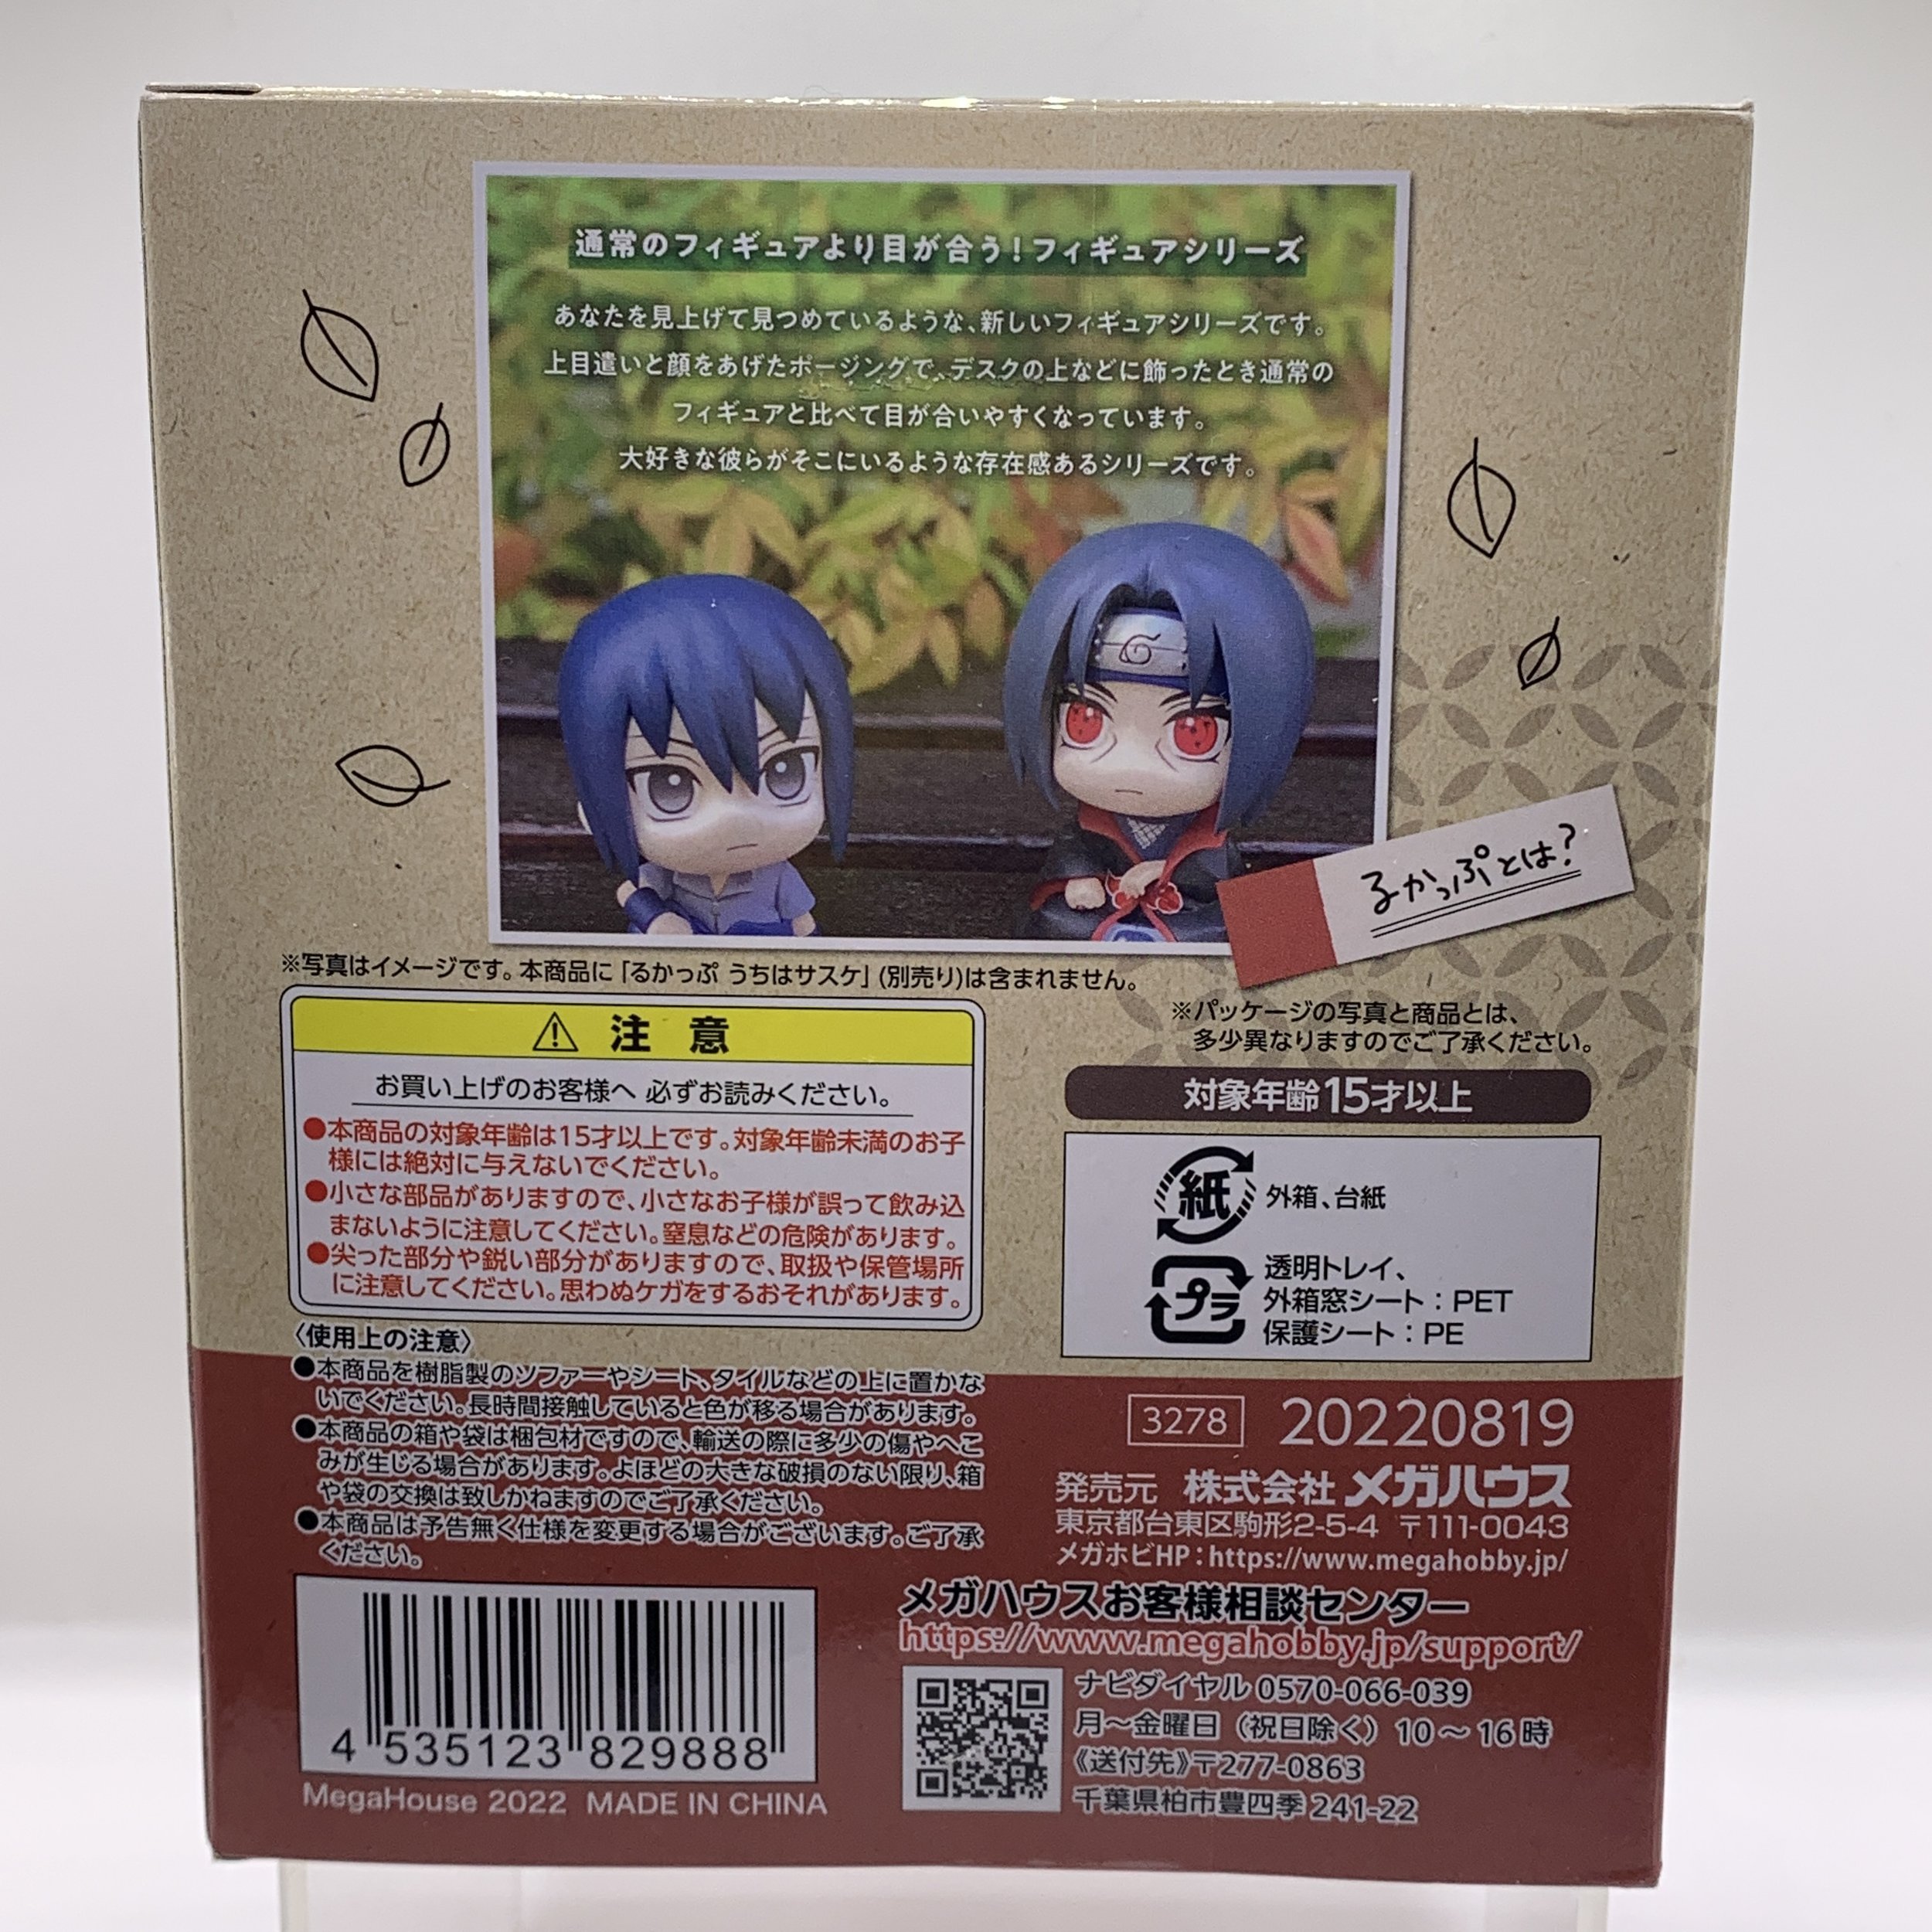 通常のフィギュアより目が合う！フィギュアシリーズ
あなたを見上げて見つめているような、新しいフィギュアシリーズです。
上目遣いと顔をあげたポージングで、デスクの上などに飾ったとき通常の
フィギュアと比べて目が合いやすくなっています。
大好きな彼らがそこにいるような存在感あるシリーズです。
るかっぷとは?
※写真はイメージです。本商品に「るかっぷ うちはサスケ」(別売り)は含まれません。
※パッケージの写真と商品とは、
多少異なりますのでご了承ください。
注 意
お買い上げのお客様へ 必ずお読みください。
●本商品の対象年齢は15才以上です。対象年齢未満のお子
様には絶対に与えないでください。
●小さな部品がありますので、小さなお子様が誤って飲み込
まないように注意してください。窒息などの危険があります。
●尖った部分や鋭い部分がありますので、取扱や保管場所
に注意してください。思わぬケガをするおそれがあります。
対象年齢15才以上
紙 外箱、台紙
プラ 透明トレイ、
外箱窓シート：PET
保護シート：PE
〈使用上の注意〉
●本商品を樹脂製のソファーやシート、タイルなどの上に置かな
いでください。長時間接触していると色が移る場合があります。
●本商品の箱や袋は梱包材ですので、輸送の際に多少の傷やへこ
みが生じる場合があります。よほどの大きな破損のない限り、箱
や袋の交換は致しかねますのでご了承ください。
●本商品は予告無く仕様を変更する場合がございます。ご了承
ください。
3278 20220819
発売元 株式会社 メガハウス
東京都台東区駒形2-5-4 〒111-0043
メガホビHP：https://www.megahobby.jp/
メガハウスお客様相談センター
https://www.megahobby.jp/support/
ナビダイヤル 0570-066-039
月～金曜日（祝日除く）10～16時
《送付先》〒277-0863
千葉県柏市豊四季241-22
4 535123 829888
MegaHouse 2022 MADE IN CHINA